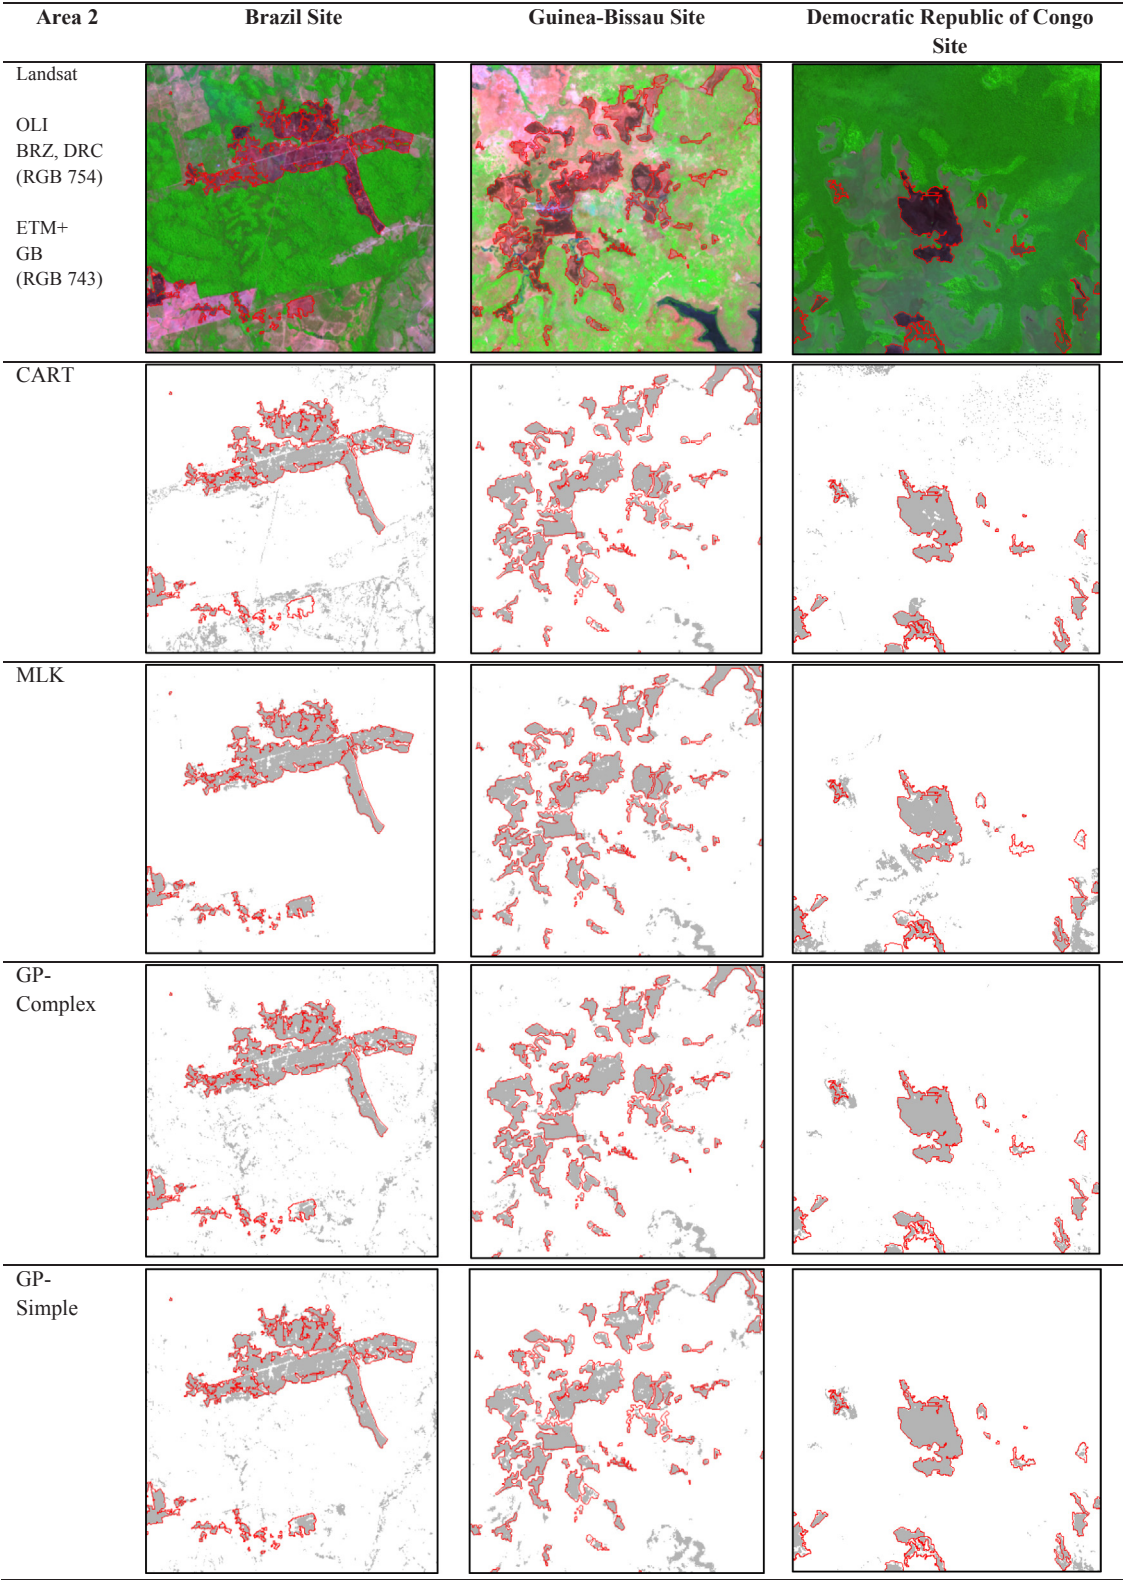 Area 2
Brazil Site
Guinea-Bissau Site
Democratic Republic of Congo
Site
Landsat
OLI
BRZ, DRC
(RGB 754)
ETM+
GB
(RGB 743)
CART
MLK
GP-
Complex
GP-
Simple